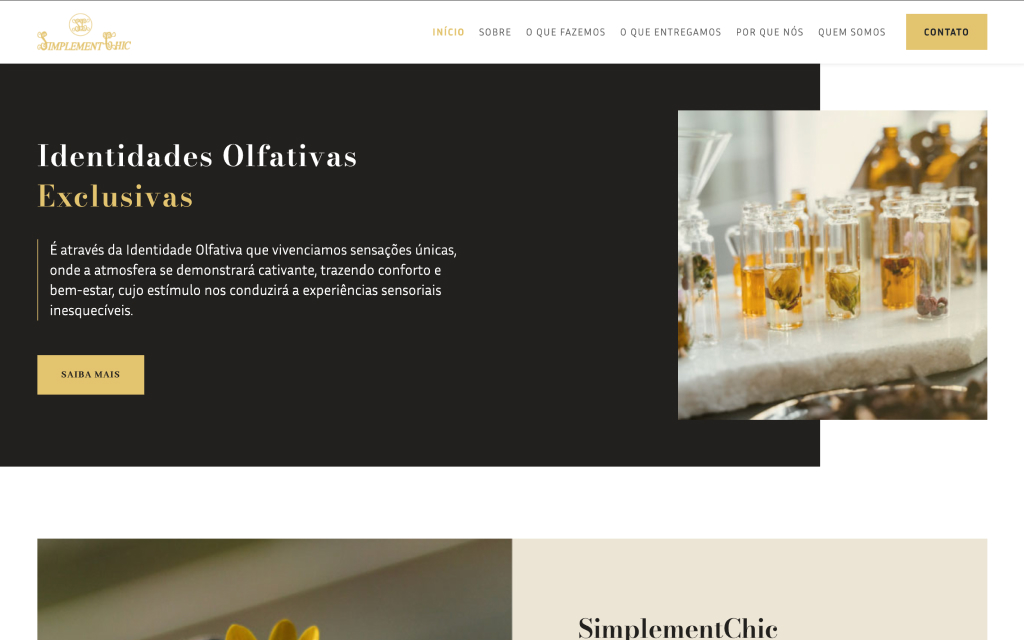 SIMPLEMENT CHIC
INÍCIO
SOBRE
O QUE FAZEMOS
O QUE ENTREGAMOS
POR QUE NÓS
QUEM SOMOS
CONTATO
Identidades Olfativas
Exclusivas
É através da Identidade Olfativa que vivenciamos sensações únicas,
onde a atmosfera se demonstrará cativante, trazendo conforto e
bem-estar, cujo estímulo nos conduzirá a experiências sensoriais
inesquecíveis.
SAIBA MAIS
SimplementChic